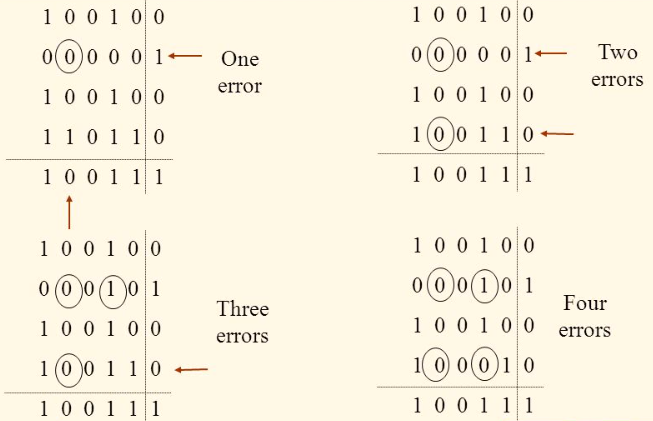 1 0 0 1 0 0
0 0 0 0 0 1
1 0 0 1 0 0
1 1 0 1 1 0
1 0 0 1 1 1
One
error
1 0 0 1 0 0
0 0 0 0 0 1
1 0 0 1 0 0
1 0 0 1 1 0
1 0 0 1 1 1
Two
errors
1 0 0 1 0 0
0 0 0 1 0 1
1 0 0 1 0 0
1 0 0 1 1 0
1 0 0 1 1 1
Three
errors
1 0 0 1 0 0
0 0 0 1 0 1
1 0 0 1 0 0
1 0 0 0 1 0
1 0 0 1 1 1
Four
errors